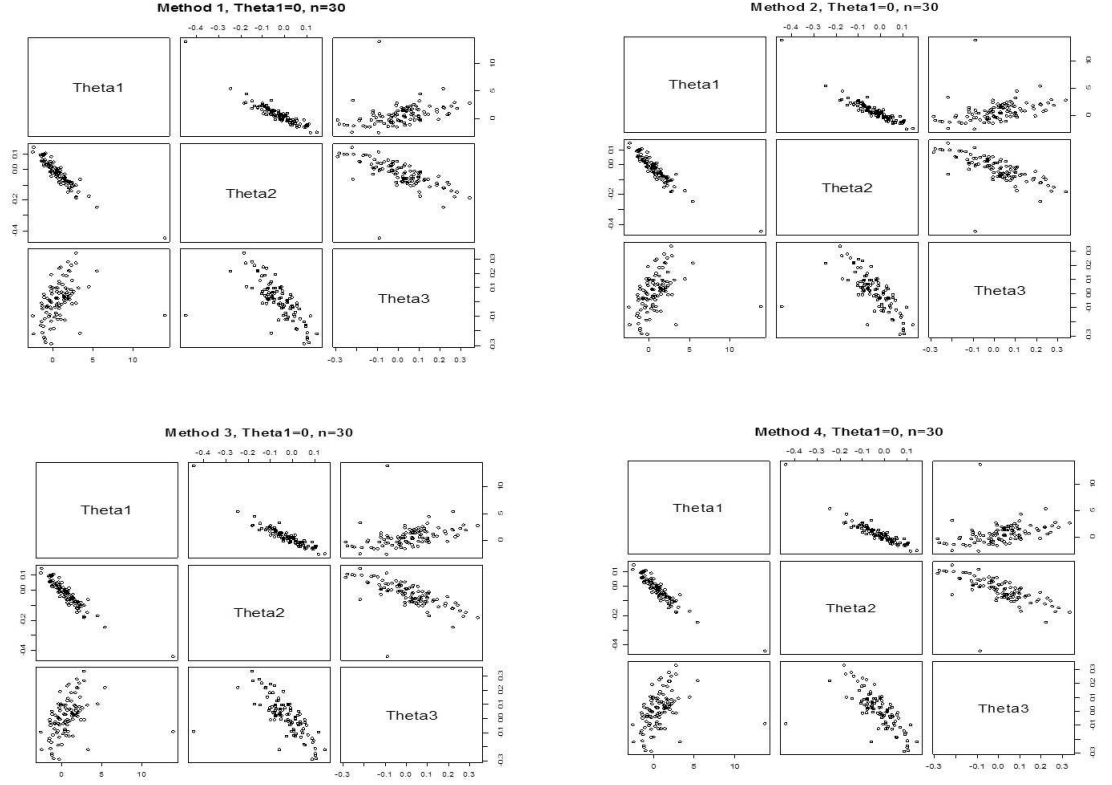 Method 1, Theta1=0, n=30
-0.4 -0.2 -0.1 0.0 0.1
Theta1
0 5 10
-0.4 -0.2 0.0 0.1
Theta2
Theta3
-0.3 -0.1 0.0 0.1 0.2 0.3
0 5 10
-0.3 -0.1 0.0 0.1 0.2 0.3
Method 2, Theta1=0, n=30
-0.4 -0.2 -0.1 0.0 0.1
Theta1
0 5 10
-0.4 -0.2 0.0 0.1
Theta2
Theta3
-0.3 -0.1 0.0 0.1 0.2 0.3
0 5 10
-0.3 -0.1 0.0 0.1 0.2 0.3
Method 3, Theta1=0, n=30
-0.4 -0.3 -0.2 -0.1 0.0 0.1
Theta1
0 5 10
-0.4 -0.2 0.0 0.1
Theta2
Theta3
-0.3 -0.1 0.0 0.1 0.2 0.3
0 5 10
-0.3 -0.2 -0.1 0.0 0.1 0.2 0.3
Method 4, Theta1=0, n=30
-0.4 -0.2 -0.1 0.0 0.1
Theta1
0 5 10
-0.4 -0.2 0.0 0.1
Theta2
Theta3
-0.3 -0.1 0.0 0.1 0.2 0.3
0 5 10
-0.3 -0.2 -0.1 0.0 0.1 0.2 0.3